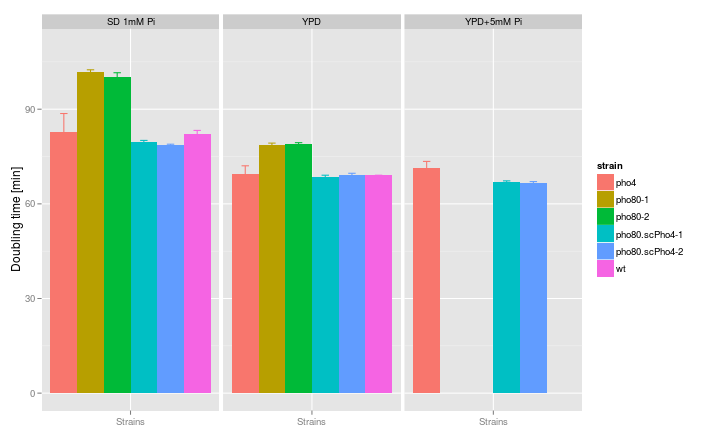 SD 1mM Pi
YPD
YPD+5mM Pi
Doubling time [min]
90
60
30
0
Strains
Strains
Strains
strain
pho4
pho80-1
pho80-2
pho80.scPho4-1
pho80.scPho4-2
wt